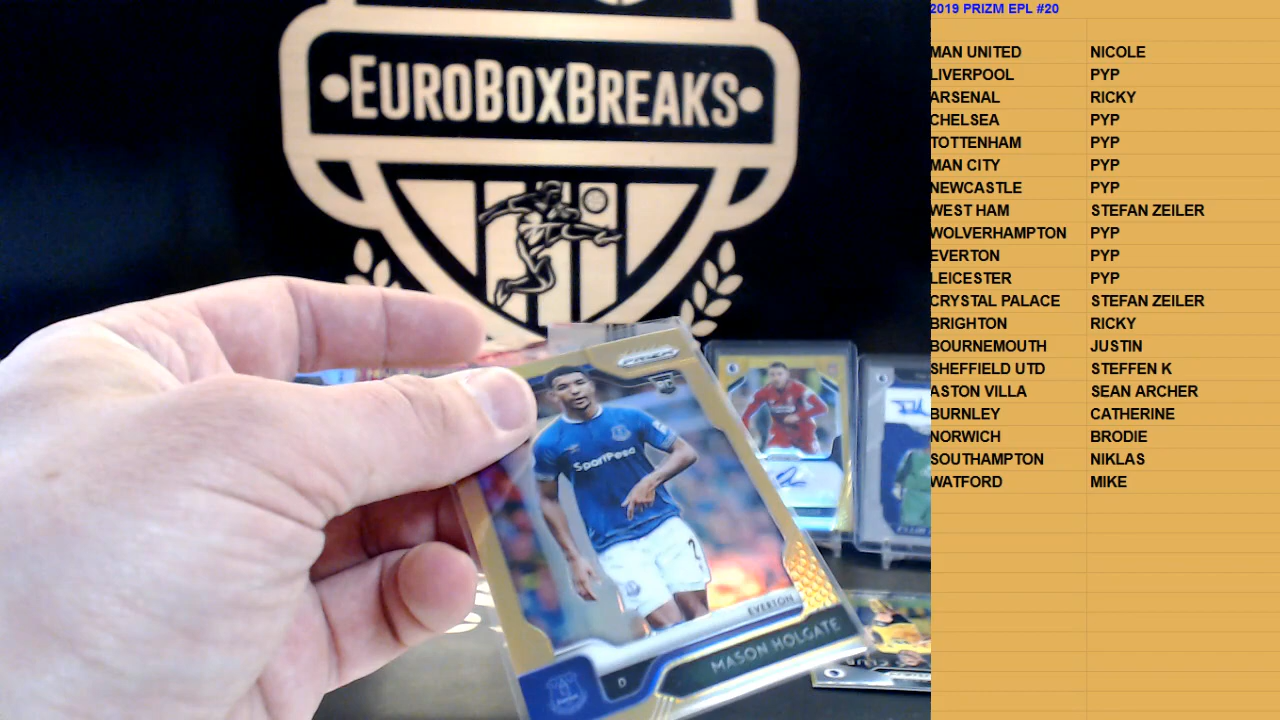 EUROBOXBREAKS
PRIZM
RC
SportPesa
2
EVERTON
MASON HOLGATE
D
2019 PRIZM EPL #20
MAN UNITED NICOLE
LIVERPOOL PYP
ARSENAL RICKY
CHELSEA PYP
TOTTENHAM PYP
MAN CITY PYP
NEWCASTLE PYP
WEST HAM STEFAN ZEILER
WOLVERHAMPTON PYP
EVERTON PYP
LEICESTER PYP
CRYSTAL PALACE STEFAN ZEILER
BRIGHTON RICKY
BOURNEMOUTH JUSTIN
SHEFFIELD UTD STEFFEN K
ASTON VILLA SEAN ARCHER
BURNLEY CATHERINE
NORWICH BRODIE
SOUTHAMPTON NIKLAS
WATFORD MIKE